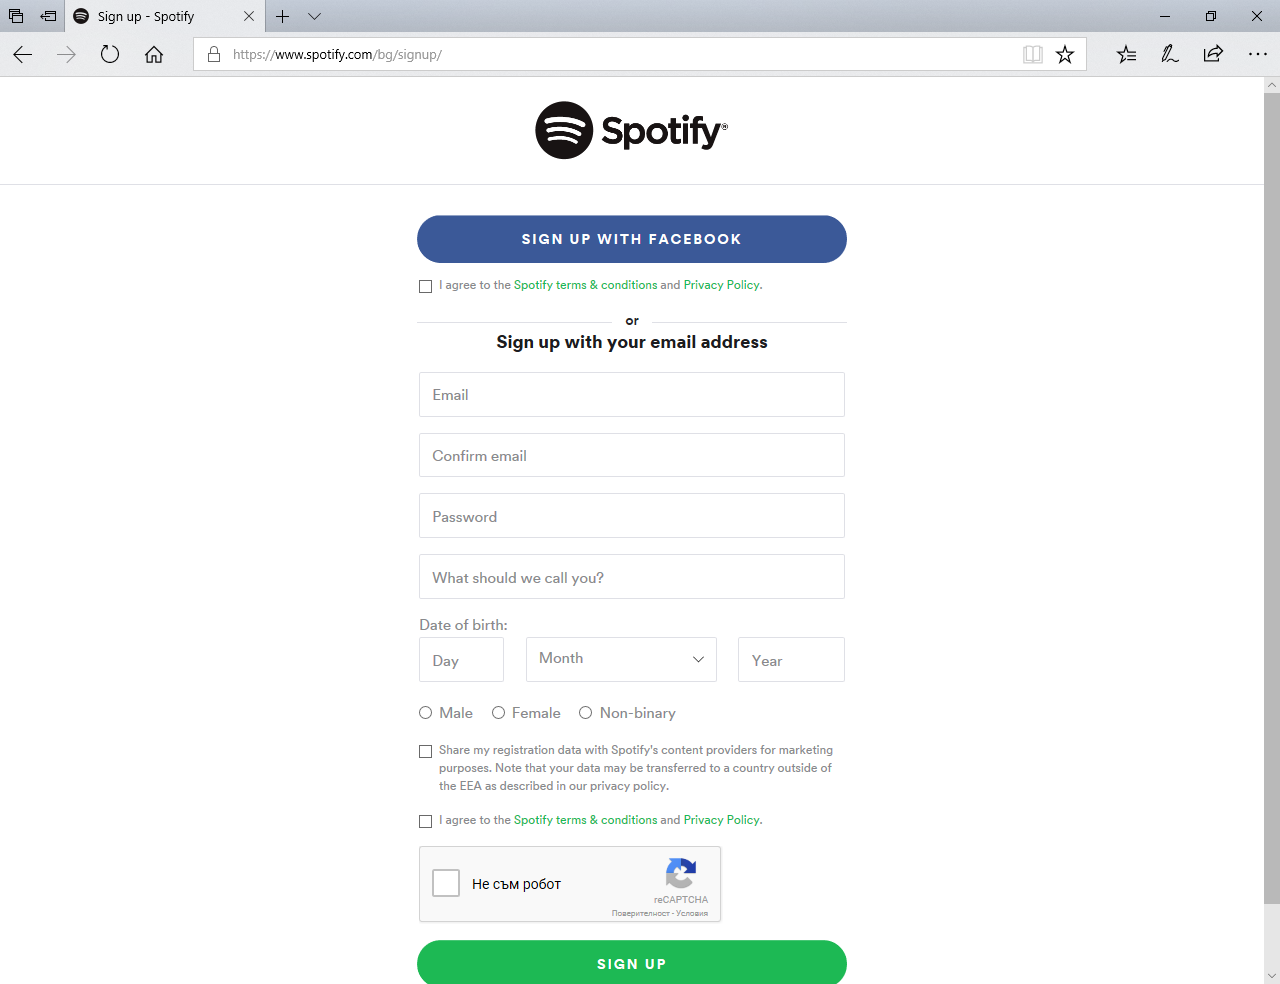 Sign up - Spotify
https://www.spotify.com/bg/signup/
Spotify®
SIGN UP WITH FACEBOOK
I agree to the Spotify terms & conditions and Privacy Policy.
or
Sign up with your email address
Email
Confirm email
Password
What should we call you?
Date of birth:
Day Month Year
Male Female Non-binary
Share my registration data with Spotify's content providers for marketing
purposes. Note that your data may be transferred to a country outside of
the EEA as described in our privacy policy.
I agree to the Spotify terms & conditions and Privacy Policy.
Не съм робот
reCAPTCHA
Поверителност - Условия
SIGN UP